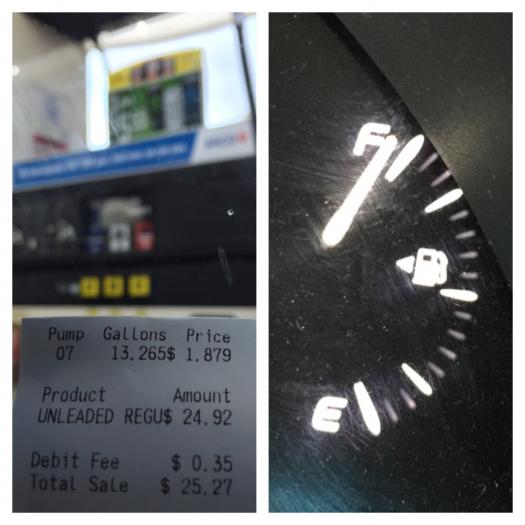 Pump Gallons Price
07 13.265$ 1.879
Product Amount
UNLEADED REGU$ 24.92
Debit Fee $ 0.35
Total Sale $ 25.27
F
E